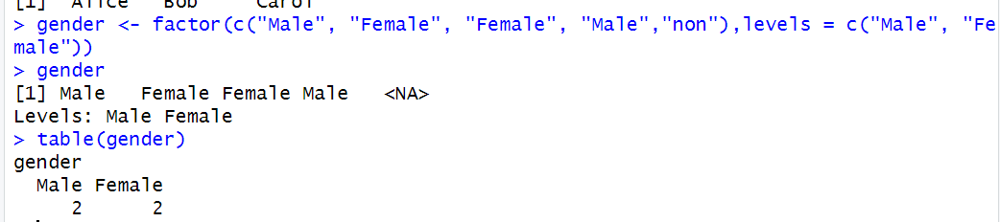 [1] Alice Bob Carol
> gender <- factor(c("Male", "Female", "Female", "Male","non"),levels = c("Male", "Fe
male"))
> gender
[1] Male   Female Female Male   <NA>
Levels: Male Female
> table(gender)
gender
  Male Female
     2      2